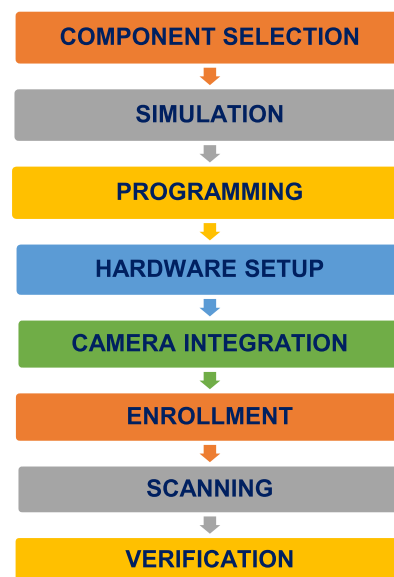 COMPONENT SELECTION
SIMULATION
PROGRAMMING
HARDWARE SETUP
CAMERA INTEGRATION
ENROLLMENT
SCANNING
VERIFICATION